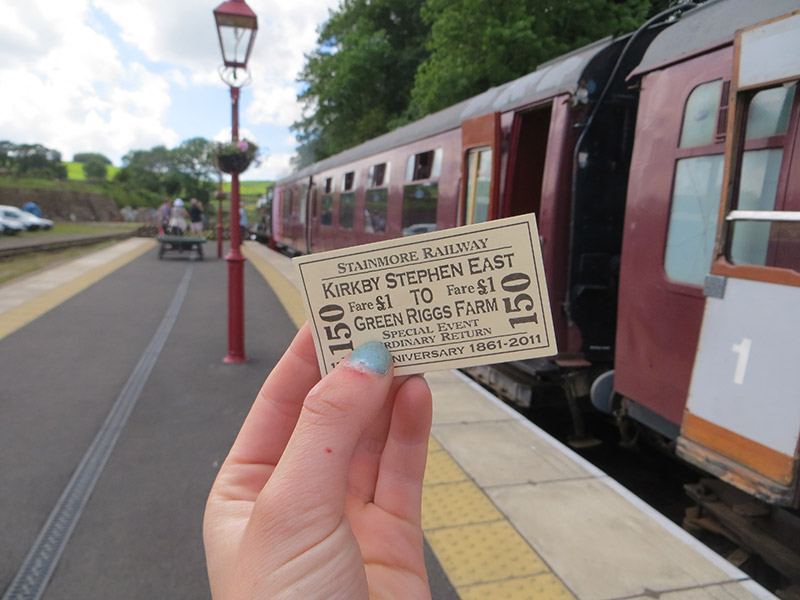 STAINMORE RAILWAY
KIRKBY STEPHEN EAST
Fare £1 TO Fare £1
GREEN RIGGS FARM
150
150
SPECIAL EVENT
ORDINARY RETURN
ANNIVERSARY 1861-2011
1